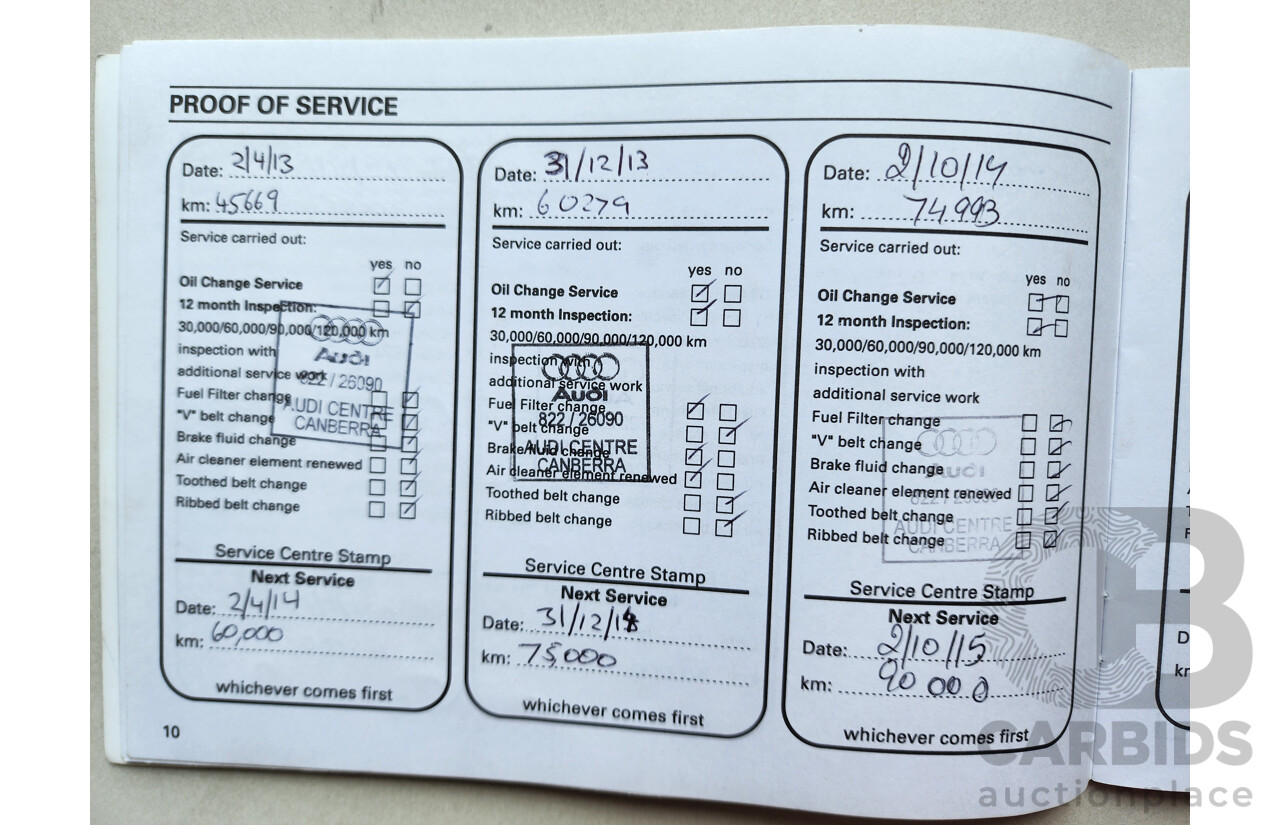 PROOF OF SERVICE
Date: 2/4/13
km: 45669
Service carried out:
yes no
Oil Change Service
12 month Inspection:
30,000/60,000/90,000/120,000 km
inspection with
additional service work
Fuel Filter change
"V" belt change
Brake fluid change
Air cleaner element renewed
Toothed belt change
Ribbed belt change
Audi
822 / 26090
AUDI CENTRE
CANBERRA
Service Centre Stamp
Next Service
Date: 2/4/14
km: 60,000
whichever comes first
10
Date: 31/12/13
km: 60279
Service carried out:
yes no
Oil Change Service
12 month Inspection:
30,000/60,000/90,000/120,000 km
inspection with
additional service work
Fuel Filter change
"V" belt change
Brake fluid change
Air cleaner element renewed
Toothed belt change
Ribbed belt change
Audi
822 / 26090
AUDI CENTRE
CANBERRA
Service Centre Stamp
Next Service
Date: 31/12/14
km: 75,000
whichever comes first
Date: 2/10/14
km: 74993
Service carried out:
yes no
Oil Change Service
12 month Inspection:
30,000/60,000/90,000/120,000 km
inspection with
additional service work
Fuel Filter change
"V" belt change
Brake fluid change
Air cleaner element renewed
Toothed belt change
Ribbed belt change
Audi
822 / 26090
AUDI CENTRE
CANBERRA
Service Centre Stamp
Next Service
Date: 2/10/15
km: 90 000
whichever comes first
CARBIDS
auctionplace